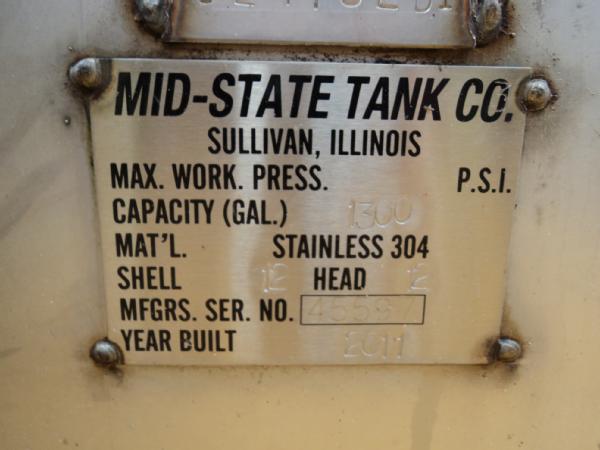 MID-STATE TANK CO.
SULLIVAN, ILLINOIS
MAX. WORK. PRESS. P.S.I.
CAPACITY (GAL.) 1300
MAT'L. STAINLESS 304
SHELL 12 HEAD 12
MFGRS. SER. NO. 45597
YEAR BUILT 2011